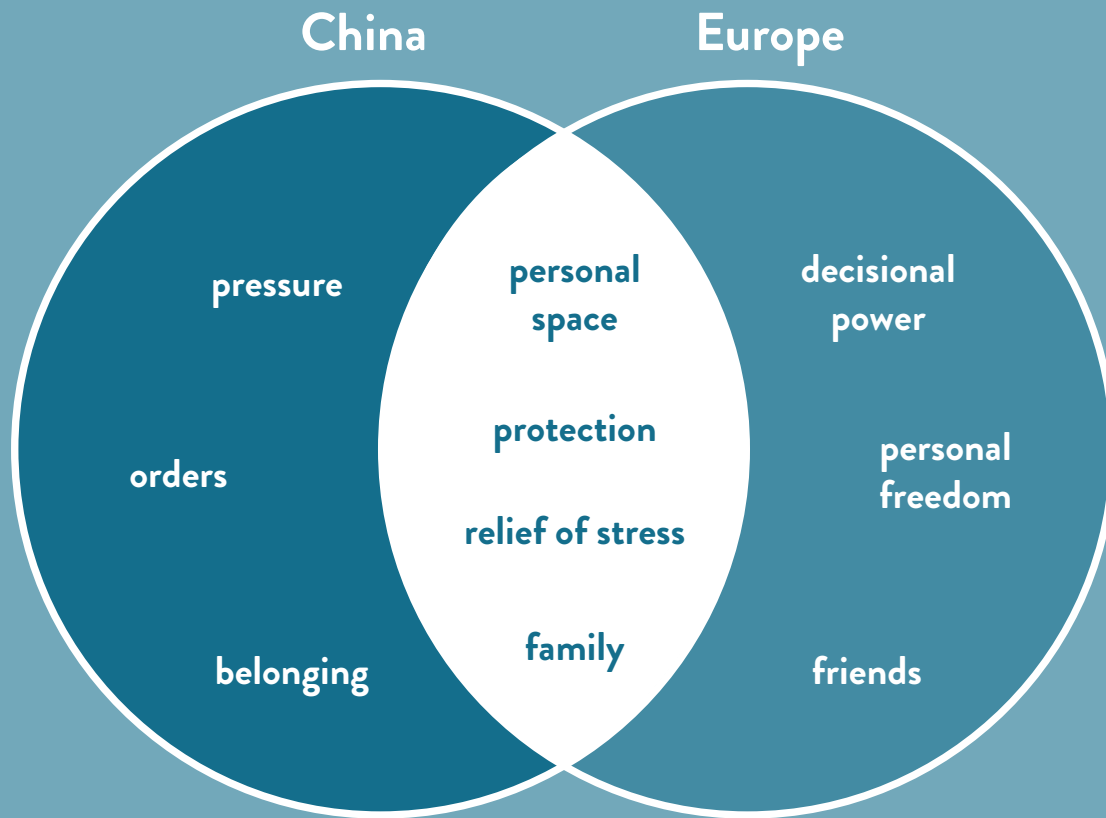 China
Europe
pressure
orders
belonging
personal
space
protection
relief of stress
family
decisional
power
personal
freedom
friends